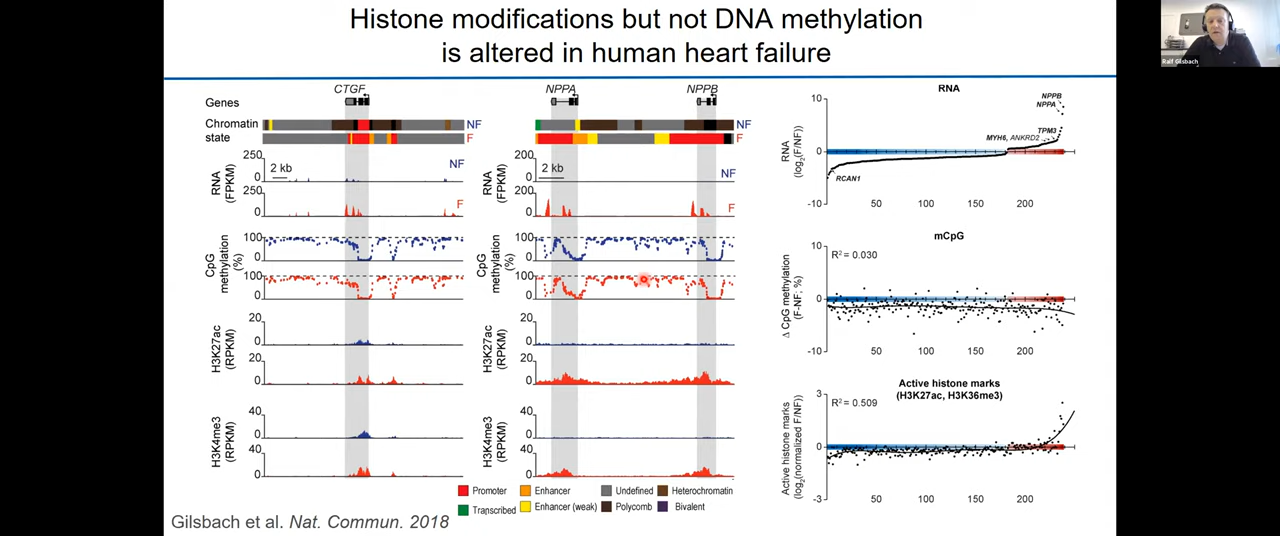 Histone modifications but not DNA methylation
is altered in human heart failure
Ralf Gilsbach
CTGF
Genes
Chromatin
state
NF
F
RNA
(FPKM)
250
0
2 kb
NF
250
0
F
CpG
methylation
(%)
100
0
100
0
H3K27ac
(RPKM)
20
0
20
0
H3K4me3
(RPKM)
40
0
40
0
NPPA
NPPB
NF
F
RNA
(FPKM)
200
0
2 kb
NF
200
0
F
CpG
methylation
(%)
100
0
100
0
H3K27ac
(RPKM)
20
0
20
0
H3K4me3
(RPKM)
40
0
40
0
Promoter
Enhancer
Undefined
Heterochromatin
Transcribed
Enhancer (weak)
Polycomb
Bivalent
RNA
RNA
(log2(F/NF))
10
0
-10
NPPB
NPPA
TPM3
MYH6, ANKRD2
RCAN1
50 100 150 200
mCpG
Δ CpG methylation
(F-NF; %)
10
0
-10
R² = 0.030
50 100 150 200
Active histone marks
(H3K27ac, H3K36me3)
Active histone marks
(log2(normalized F/NF))
3
0
-3
R² = 0.509
50 100 150 200
Gilsbach et al. Nat. Commun. 2018